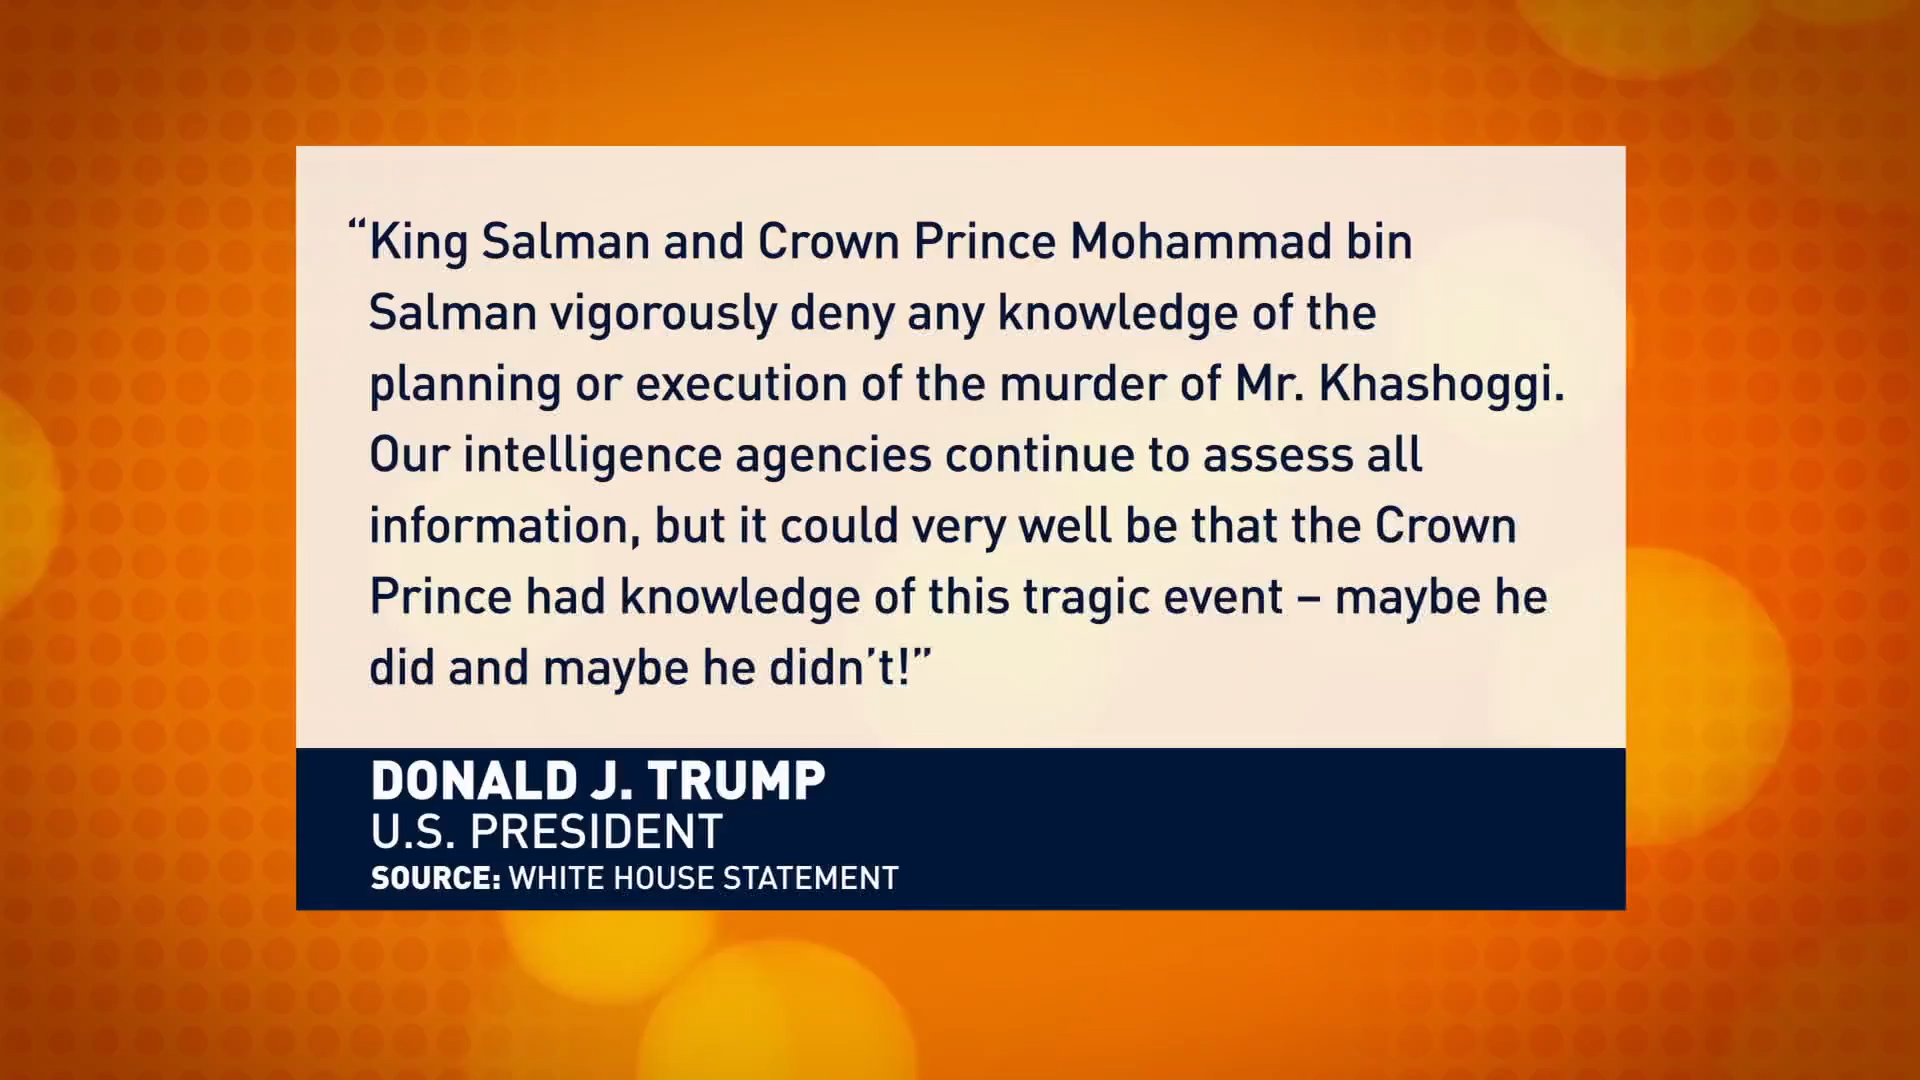 “King Salman and Crown Prince Mohammad bin
Salman vigorously deny any knowledge of the
planning or execution of the murder of Mr. Khashoggi.
Our intelligence agencies continue to assess all
information, but it could very well be that the Crown
Prince had knowledge of this tragic event – maybe he
did and maybe he didn’t!”
DONALD J. TRUMP
U.S. PRESIDENT
SOURCE: WHITE HOUSE STATEMENT